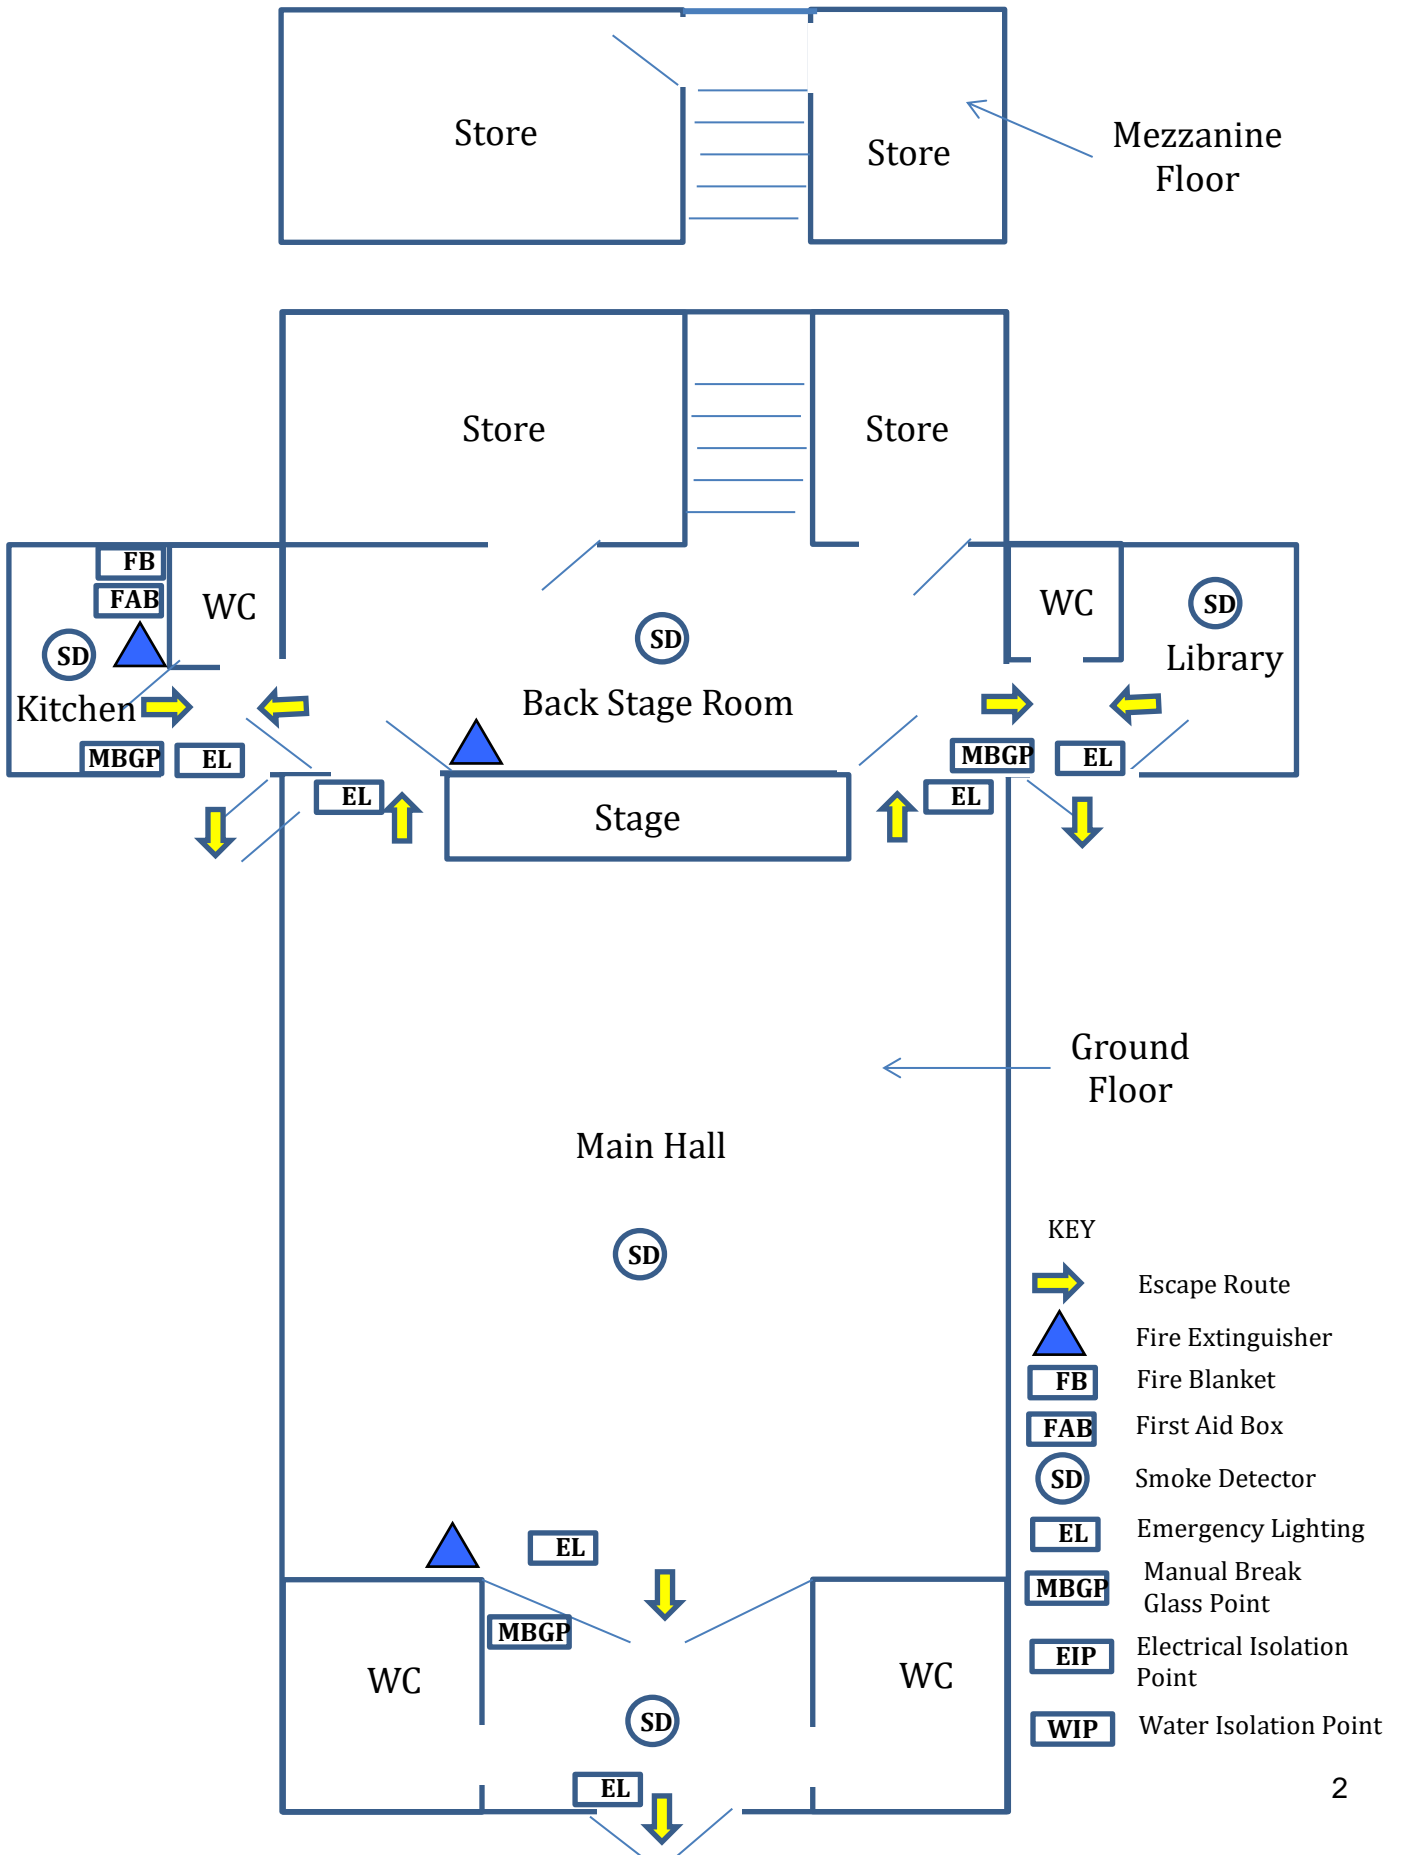 Store
Store
Mezzanine
Floor
Store
Store
FB
FAB
WC
WC
SD
SD
SD
Library
Kitchen
Back Stage Room
MBGP
EL
MBGP
EL
EL
Stage
EL
Ground
Floor
Main Hall
SD
KEY
Escape Route
Fire Extinguisher
FB
Fire Blanket
FAB
First Aid Box
SD
Smoke Detector
EL
Emergency Lighting
MBGP
Manual Break
Glass Point
EIP
Electrical Isolation
Point
WIP
Water Isolation Point
EL
MBGP
WC
WC
SD
EL
2